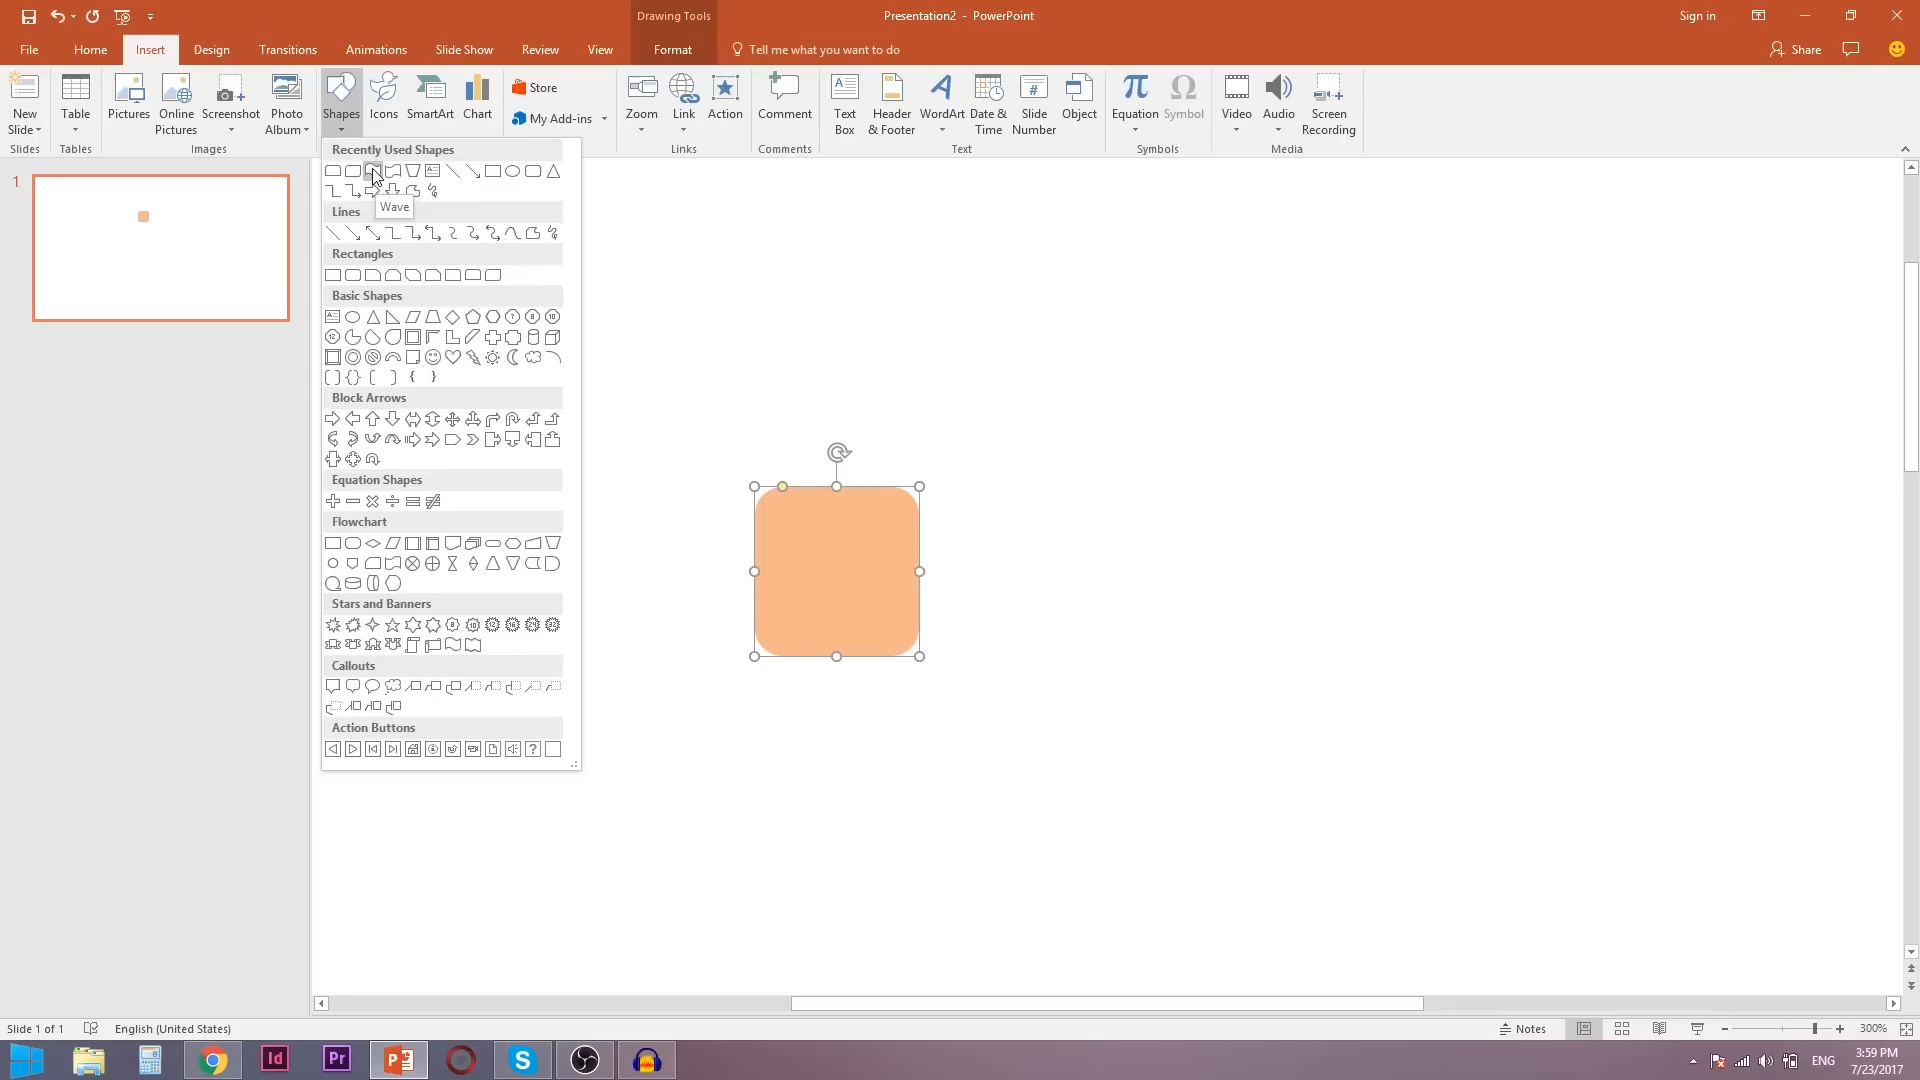 Drawing Tools
Presentation2 - PowerPoint
Sign in
File Home Insert Design Transitions Animations Slide Show Review View Format Tell me what you want to do Share
New Slide
Table
Pictures
Online Pictures
Screenshot
Photo Album
Shapes
Icons
SmartArt
Chart
Store
My Add-ins
Zoom
Link
Action
Comment
Text Box
Header & Footer
WordArt
Date & Time
Slide Number
Object
Equation
Symbol
Video
Audio
Screen Recording
Slides Tables Images Links Comments Text Symbols Media
1
Recently Used Shapes
Wave
Lines
Rectangles
Basic Shapes
Block Arrows
Equation Shapes
Flowchart
Stars and Banners
Callouts
Action Buttons
Slide 1 of 1 English (United States) Notes 300%
Id Pr
ENG
3:59 PM
7/23/2017